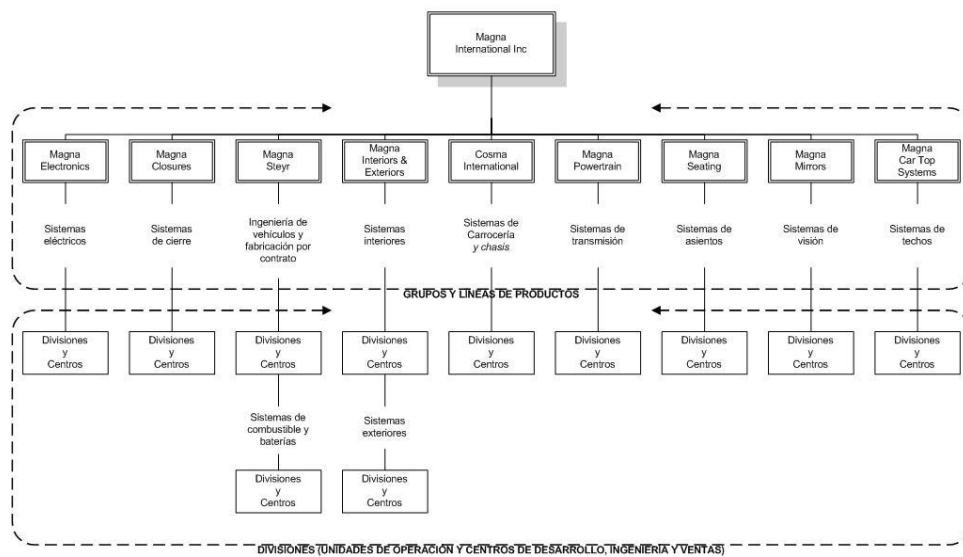 Magna
International Inc
Magna
Electronics
Magna
Closures
Magna
Steyr
Magna
Interiors &
Exteriors
Cosma
International
Magna
Powertrain
Magna
Seating
Magna
Mirrors
Magna
Car Top
Systems
Sistemas
eléctricos
Sistemas
de cierre
Ingeniería de
vehículos y
fabricación por
contrato
Sistemas
interiores
Sistemas de
Carrocería
y chasís
Sistemas de
transmisión
Sistemas de
asientos
Sistemas de
visión
Sistemas
de techos
GRUPOS Y LÍNEAS DE PRODUCTOS
Divisiones
y
Centros
Divisiones
y
Centros
Divisiones
y
Centros
Divisiones
y
Centros
Divisiones
y
Centros
Divisiones
y
Centros
Divisiones
y
Centros
Divisiones
y
Centros
Divisiones
y
Centros
Sistemas de
combustible y
baterías
Sistemas
exteriores
Divisiones
y
Centros
Divisiones
y
Centros
DIVISIONES (UNIDADES DE OPERACIÓN Y CENTROS DE DESARROLLO, INGENIERIA Y VENTAS)